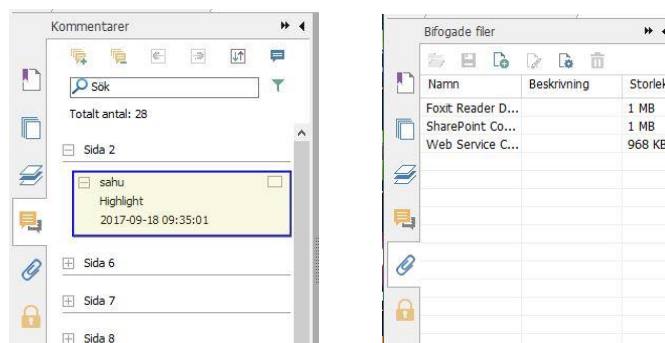 Kommentarer
Sök
Totalt antal: 28
Sida 2
sahu
Highlight
2017-09-18 09:35:01
Sida 6
Sida 7
Sida 8
Bifogade filer
Namn Beskrivning Storlek
Foxit Reader D... 1 MB
SharePoint Co... 1 MB
Web Service C... 968 KB